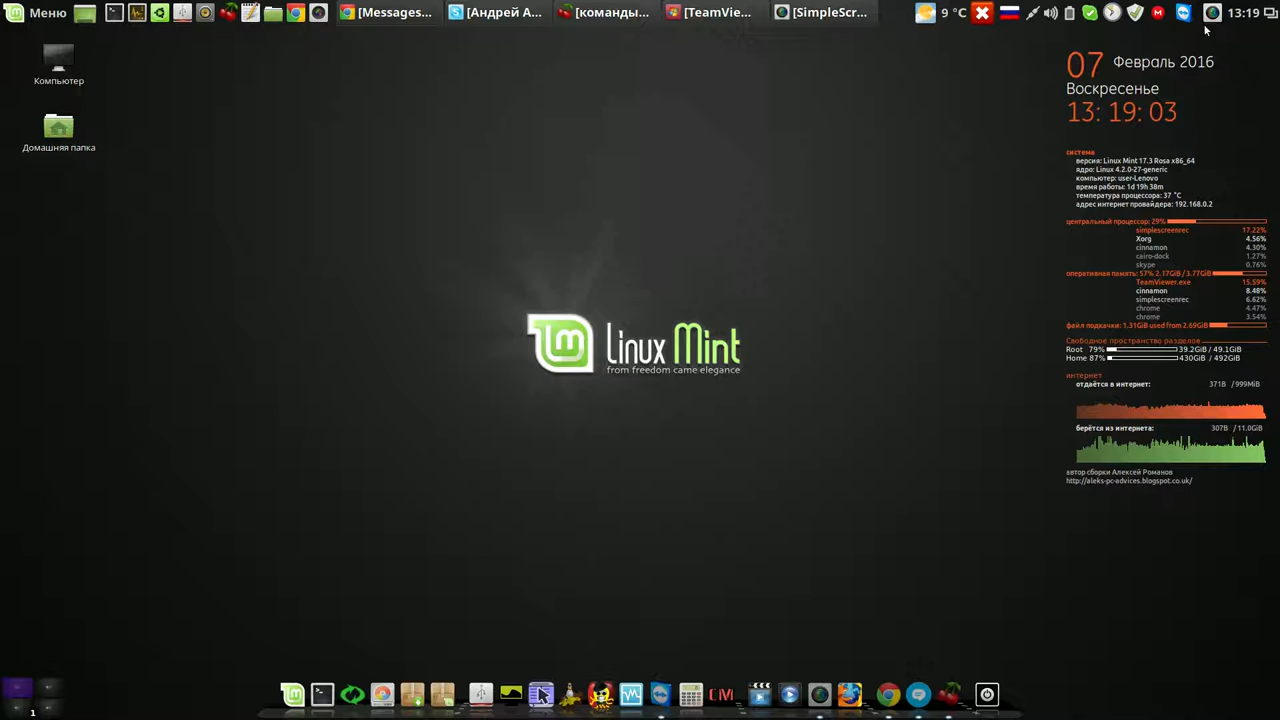 Меню
[Messages...
[Андрей А...
[команды...
[TeamVie...
[SimpleScr...
9 °C
13:19
Компьютер
Домашняя папка
07 Февраль 2016
Воскресенье
13: 19: 03
система
версия: Linux Mint 17.3 Rosa x86_64
ядро: Linux 4.2.0-27-generic
компьютер: user-Lenovo
время работы: 1d 19h 38m
температура процессора: 37 °C
адрес интернет провайдера: 192.168.0.2
центральный процессор: 29%
simplescreenrec 17.22%
Xorg 4.56%
cinnamon 4.30%
cairo-dock 1.27%
skype 0.76%
оперативная память: 57% 2.17GiB / 3.77GiB
TeamViewer.exe 15.59%
cinnamon 8.48%
simplescreenrec 6.62%
chrome 4.47%
chrome 3.54%
файл подкачки: 1.31GiB used from 2.69GiB
Свободное пространство разделов
Root 79% 39.2GiB / 49.1GiB
Home 87% 430GiB / 492GiB
интернет
отдаётся в интернет: 371B /999MiB
берётся из интернета: 307B /11.0GiB
автор сборки Алексей Романов
http://aleks-pc-advices.blogspot.co.uk/
Linux Mint
from freedom came elegance
1